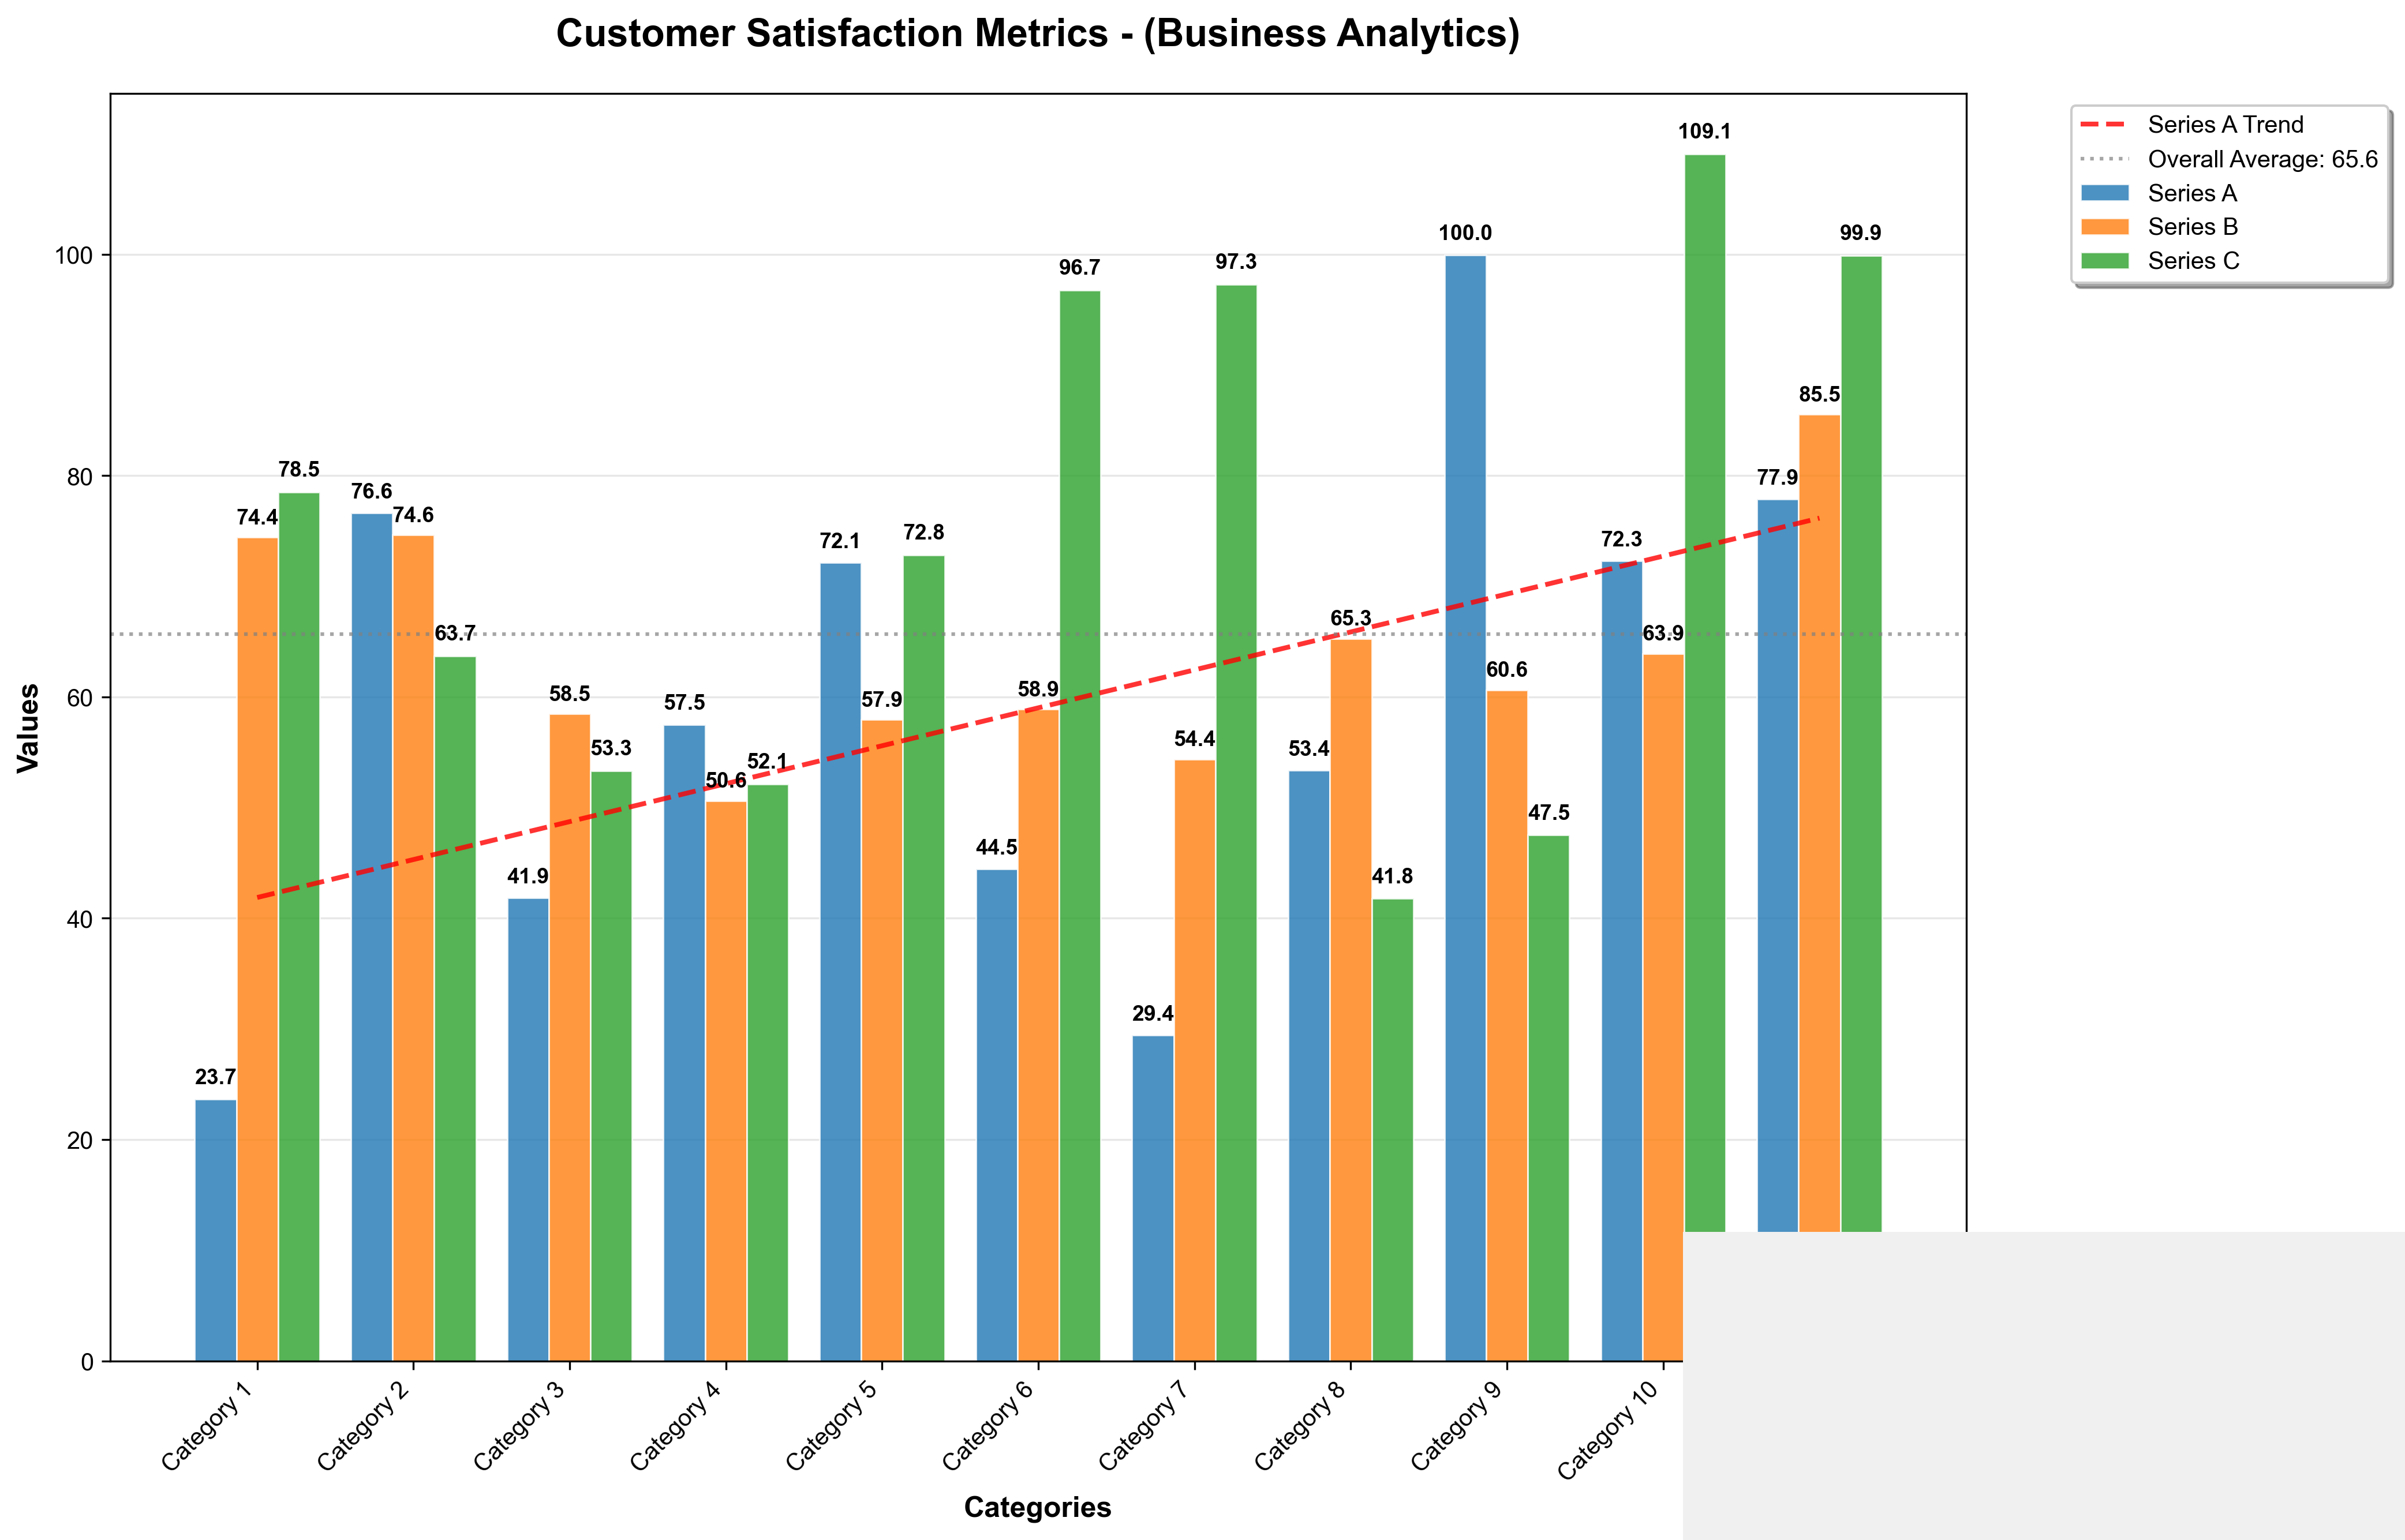 Customer Satisfaction Metrics - (Business Analytics)
Series A Trend
Overall Average: 65.6
Series A
Series B
Series C
Values
100
80
60
40
20
0
23.7
74.4
78.5
76.6
74.6
63.7
41.9
58.5
53.3
57.5
50.6
52.1
72.1
57.9
72.8
44.5
58.9
96.7
29.4
54.4
97.3
53.4
65.3
41.8
100.0
60.6
47.5
72.3
63.9
109.1
77.9
85.5
99.9
Category 1
Category 2
Category 3
Category 4
Category 5
Category 6
Category 7
Category 8
Category 9
Category 10
Categories